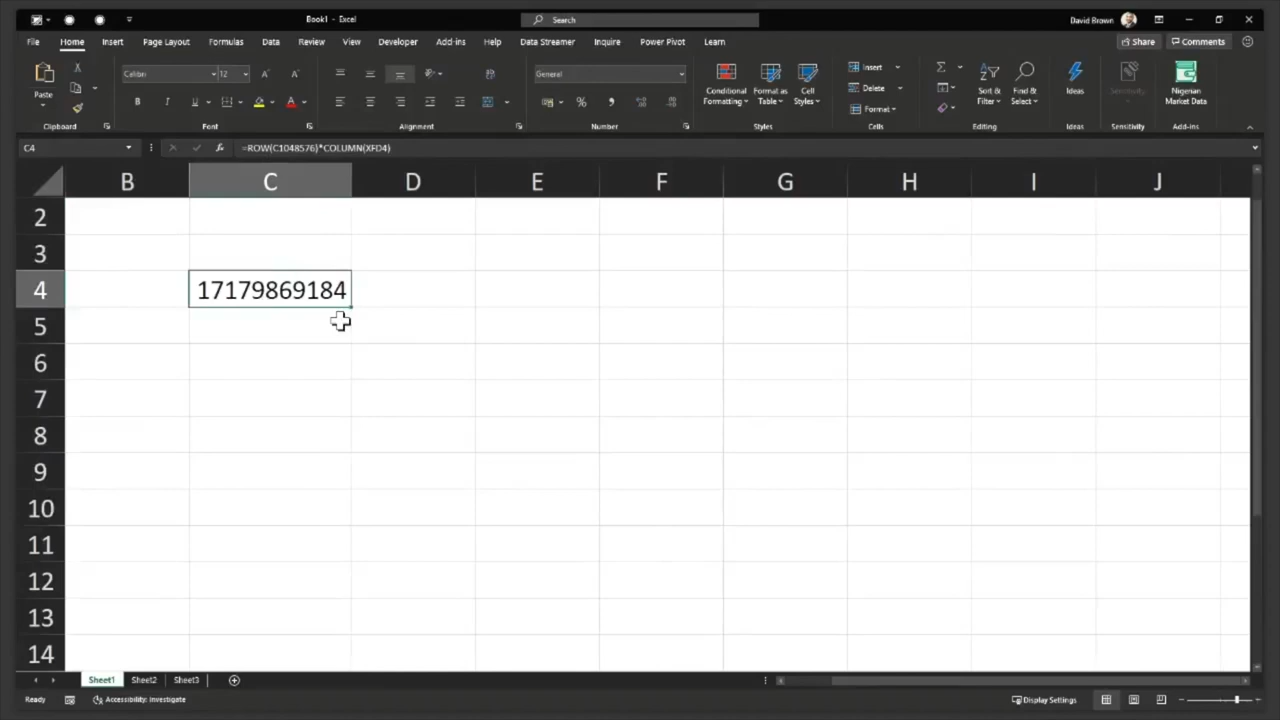 Book1 - Excel
Search
David Brown
File Home Insert Page Layout Formulas Data Review View Developer Add-ins Help Data Streamer Inquire Power Pivot Learn
Share Comments
Paste
Calibri 12
B I U A
General
Conditional Formatting
Format as Table
Cell Styles
Insert
Delete
Format
Sort & Filter
Find & Select
Ideas
Sensitivity
Nigerian Market Data
Clipboard Font Alignment Number Styles Cells Editing Ideas Sensitivity Add-ins
C4 fx =ROW(C1048576)*COLUMN(XFD4)
B C D E F G H I J
2
3
4 17179869184
5
6
7
8
9
10
11
12
13
14
Sheet1 Sheet2 Sheet3
Ready Accessibility: Investigate Display Settings